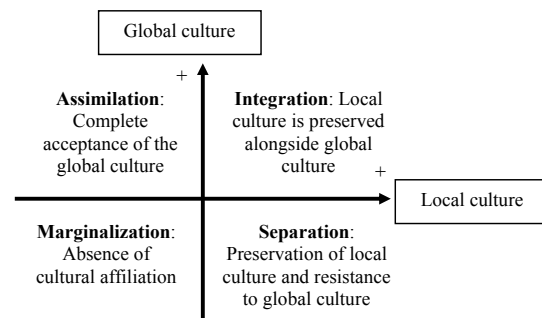 Global culture
+
Assimilation:
Complete
acceptance of the
global culture
Integration: Local
culture is preserved
alongside global
culture
+
Local culture
Marginalization:
Absence of
cultural affiliation
Separation:
Preservation of local
culture and resistance
to global culture